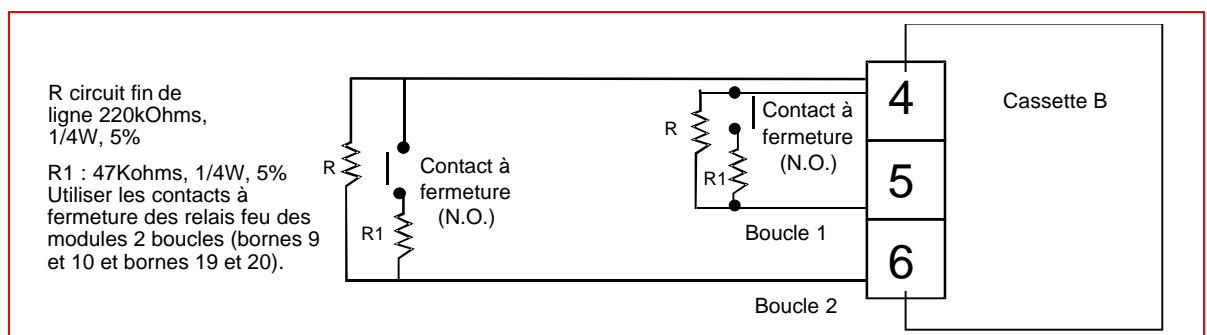 R circuit fin de
ligne 220kOhms,
1/4W, 5%
R1 : 47Kohms, 1/4W, 5%
Utiliser les contacts à
fermeture des relais feu des
modules 2 boucles (bornes 9
et 10 et bornes 19 et 20).
R
R1
Contact à
fermeture
(N.O.)
R
R1
Contact à
fermeture
(N.O.)
Boucle 1
Boucle 2
4
5
6
Cassette B